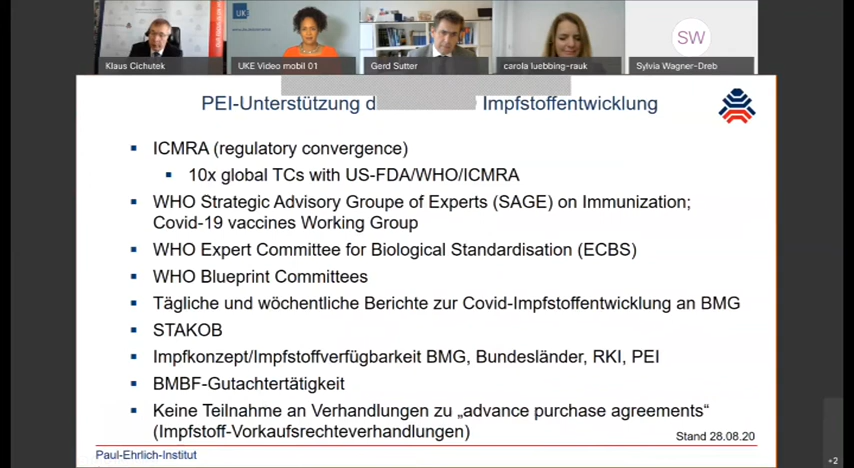 UK
Klaus Cichutek
UKE Video mobil 01
Gerd Sutter
carola luebbing-rauk
SW
Sylvia Wagner-Dreb
PEI-Unterstützung Impfstoffentwicklung
ICMRA (regulatory convergence)
10x global TCs with US-FDA/WHO/ICMRA
WHO Strategic Advisory Groupe of Experts (SAGE) on Immunization;
Covid-19 vaccines Working Group
WHO Expert Committee for Biological Standardisation (ECBS)
WHO Blueprint Committees
Tägliche und wöchentliche Berichte zur Covid-Impfstoffentwicklung an BMG
STAKOB
Impfkonzept/Impfstoffverfügbarkeit BMG, Bundesländer, RKI, PEI
BMBF-Gutachtertätigkeit
Keine Teilnahme an Verhandlungen zu „advance purchase agreements“
(Impfstoff-Vorkaufsrechteverhandlungen)
Stand 28.08.20
Paul-Ehrlich-Institut
+2